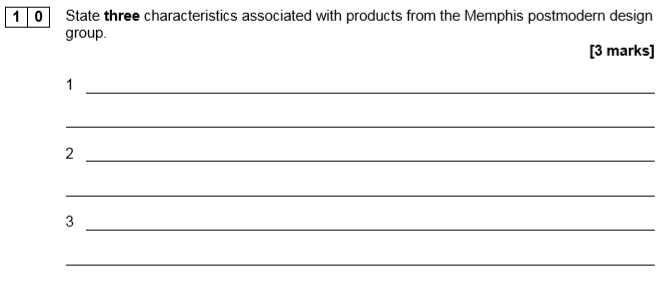 1 0 State three characteristics associated with products from the Memphis postmodern design
group.
[3 marks]
1
2
3